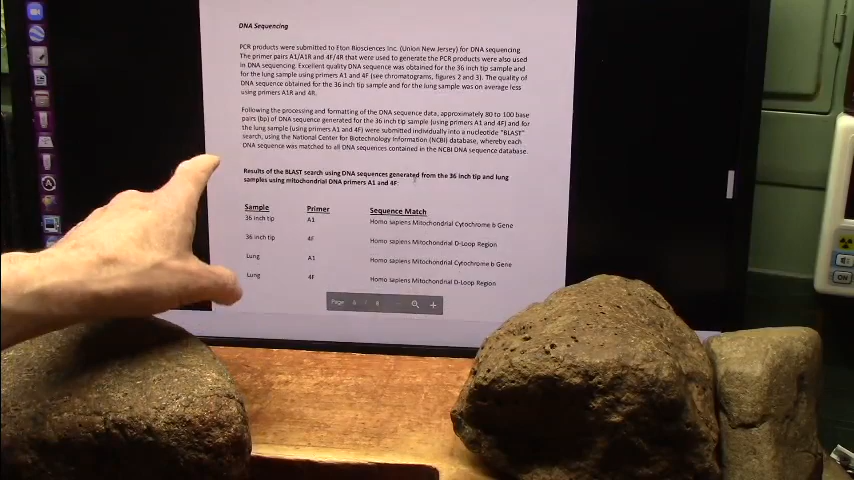 DNA Sequencing
PCR products were submitted to Eton Biosciences Inc. (Union New Jersey) for DNA sequencing
The primer pairs A1/A1R and 4F/4R that were used to generate the PCR products were also used
in DNA sequencing. Excellent quality DNA sequence was obtained for the 36 inch tip sample and
for the lung sample using primers A1 and 4F (see chromatograms, figures 2 and 3). The quality of
DNA sequence obtained for the 36 inch tip sample and for the lung sample was on average less
using primers A1R and 4R.
Following the processing and formatting of the DNA sequence data, approximately 80 to 100 base
pairs (bp) of DNA sequence generated for the 36 inch tip sample (using primers A1 and 4F) and for
the lung sample (using primers A1 and 4F) were submitted individually into a nucleotide "BLAST"
search, using the National Center for Biotechnology Information (NCBI) database, whereby each
DNA sequence was matched to all DNA sequences contained in the NCBI DNA sequence database.
Results of the BLAST search using DNA sequences generated from the 36 inch tip and lung
samples using mitochondrial DNA primers A1 and 4F:
Sample Primer Sequence Match
36 inch tip A1 Homo sapiens Mitochondrial Cytochrome b Gene
36 inch tip 4F Homo sapiens Mitochondrial D-Loop Region
Lung A1 Homo sapiens Mitochondrial Cytochrome b Gene
Lung 4F Homo sapiens Mitochondrial D-Loop Region
Page 6 / 8